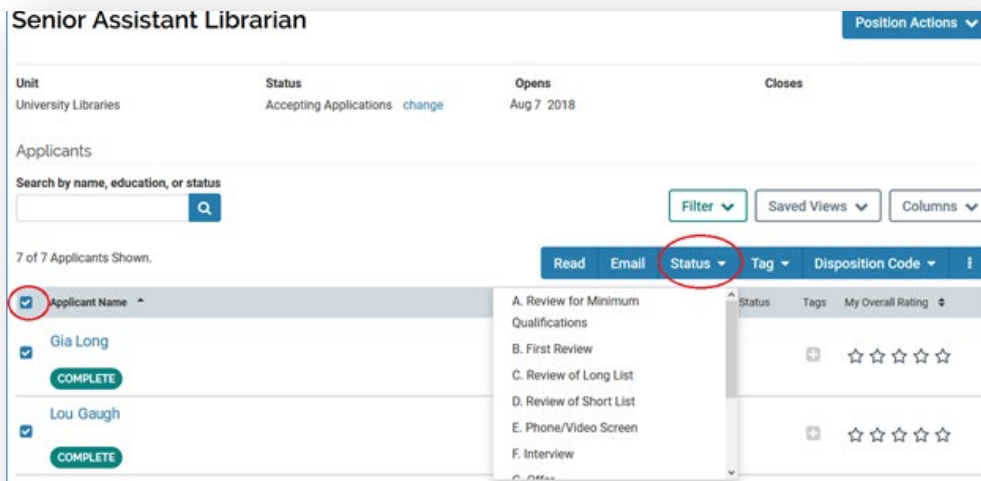 Senior Assistant Librarian
Position Actions
Unit Status Opens Closes
University Libraries Accepting Applications change Aug 7 2018
Applicants
Search by name, education, or status
Filter Saved Views Columns
7 of 7 Applicants Shown.
Read Email Status Tag Disposition Code
Applicant Name Status Tags My Overall Rating
A. Review for Minimum
Qualifications
B. First Review
C. Review of Long List
D. Review of Short List
E. Phone/Video Screen
F. Interview
G. Offer
Gia Long
COMPLETE
Lou Gaugh
COMPLETE